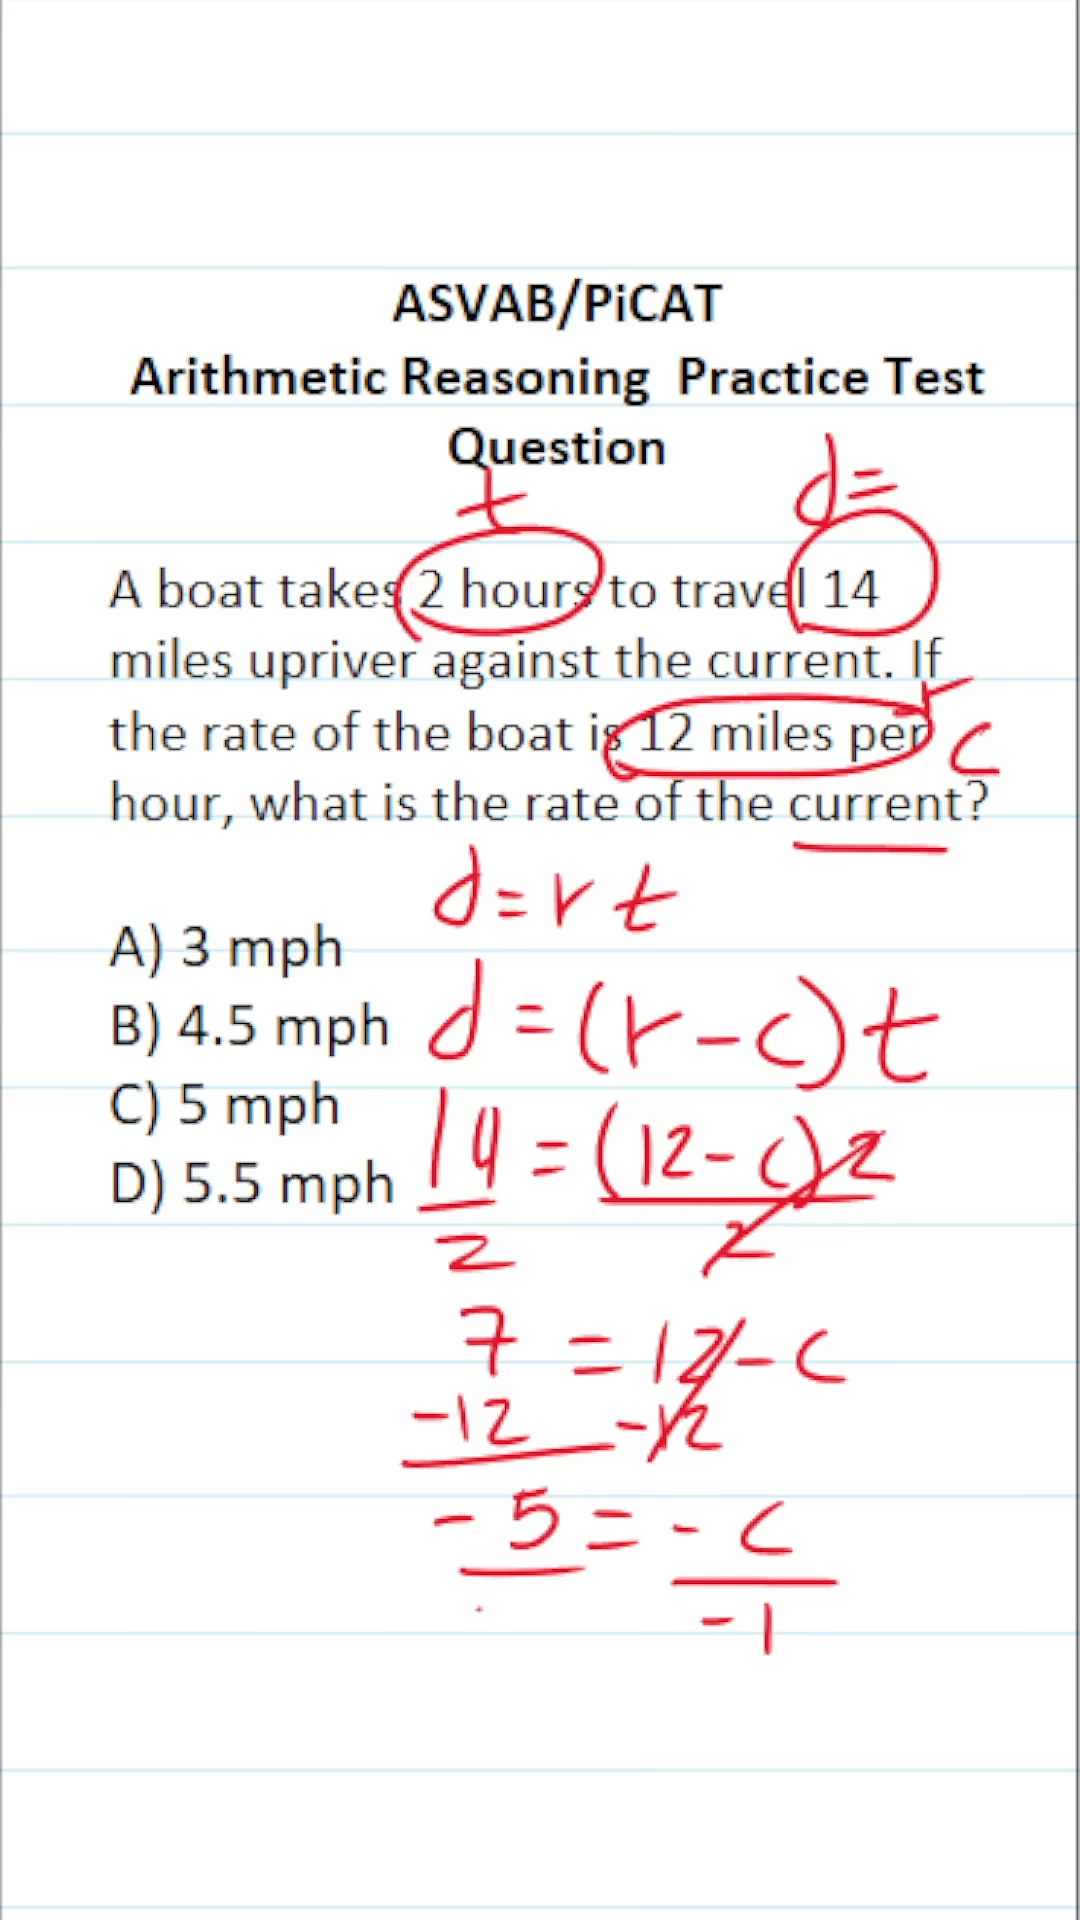 ASVAB/PiCAT
Arithmetic Reasoning Practice Test
Question
t d=
A boat takes 2 hours to travel 14
miles upriver against the current. If
r
the rate of the boat is 12 miles per
c
hour, what is the rate of the current?
d=rt
A) 3 mph
B) 4.5 mph
d=(r-c)t
C) 5 mph
D) 5.5 mph
14=(12-c)2
2 2
7 = 12-c
-12 -12
-5=-c
-1